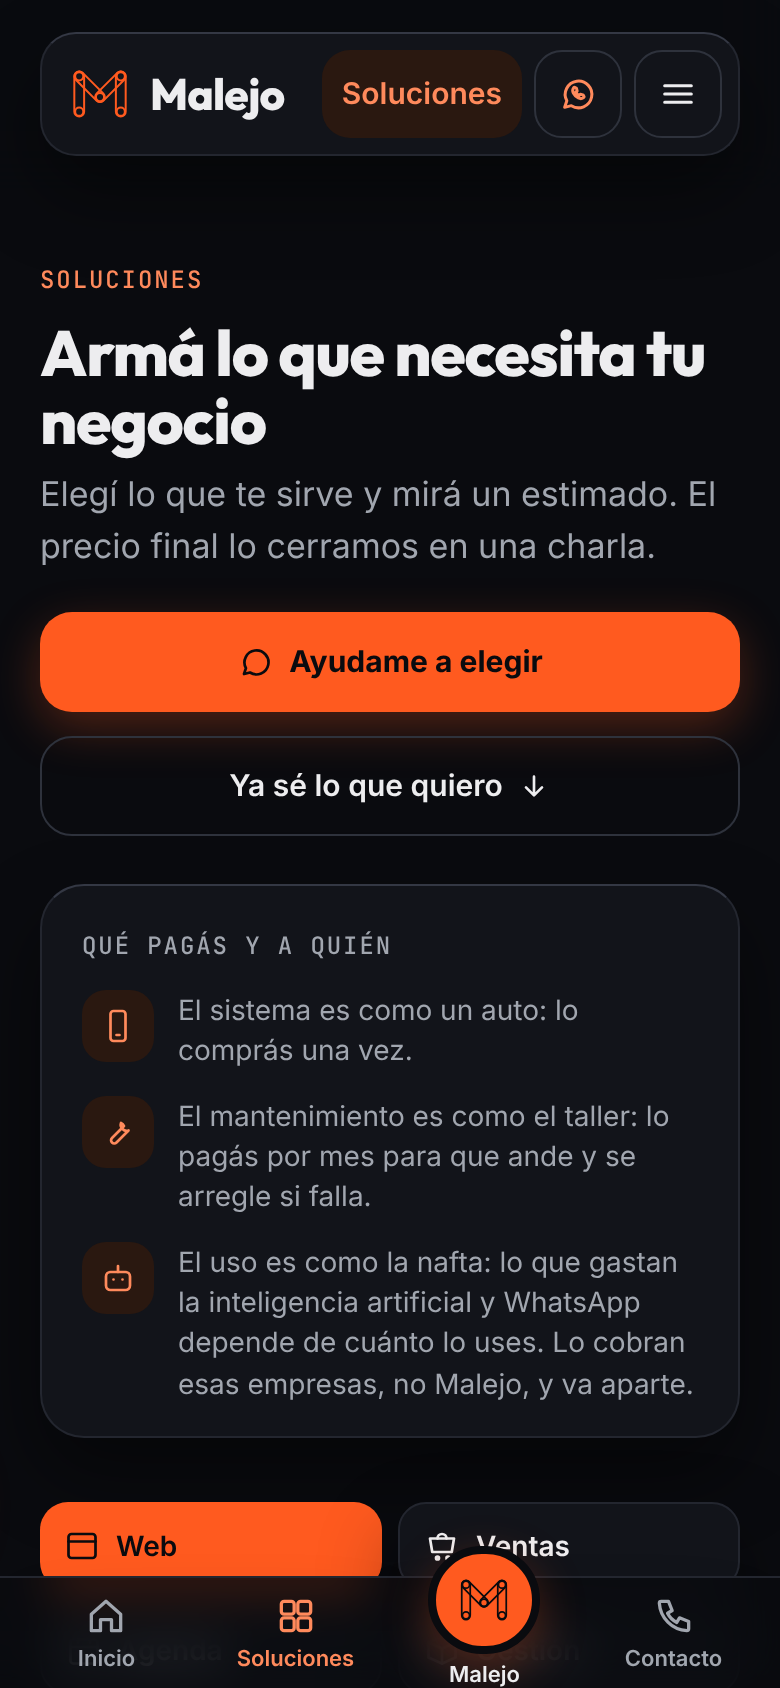 Malejo
Soluciones
SOLUCIONES
Armá lo que necesita tu
negocio
Elegí lo que te sirve y mirá un estimado. El
precio final lo cerramos en una charla.
Ayudame a elegir
Ya sé lo que quiero
QUÉ PAGÁS Y A QUIÉN
El sistema es como un auto: lo
comprás una vez.
El mantenimiento es como el taller: lo
pagás por mes para que ande y se
arregle si falla.
El uso es como la nafta: lo que gastan
la inteligencia artificial y WhatsApp
depende de cuánto lo uses. Lo cobran
esas empresas, no Malejo, y va aparte.
Web
Ventas
Inicio
Soluciones
Malejo
Contacto